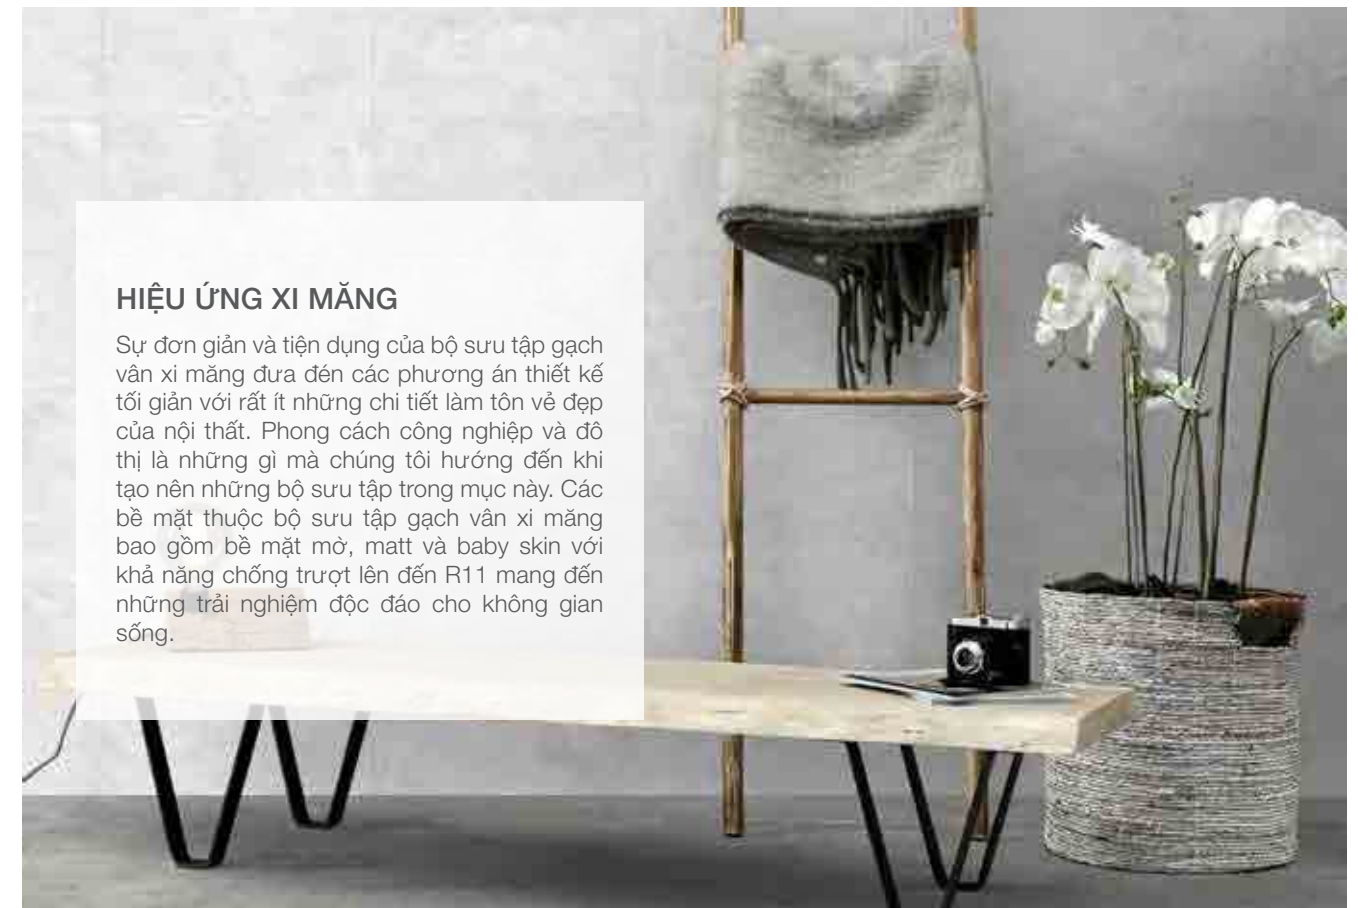 HIỆU ỨNG XI MĂNG
Sự đơn giản và tiện dụng của bộ sưu tập gạch
vân xi măng đưa đén các phương án thiết kế
tối giản với rất ít những chi tiết làm tôn vẻ đẹp
của nội thất. Phong cách công nghiệp và đô
thị là những gì mà chúng tôi hướng đến khi
tạo nên những bộ sưu tập trong mục này. Các
bề mặt thuộc bộ sưu tập gạch vân xi măng
bao gồm bề mặt mờ, matt và baby skin với
khả năng chống trượt lên đến R11 mang đến
những trải nghiệm độc đáo cho không gian
sống.